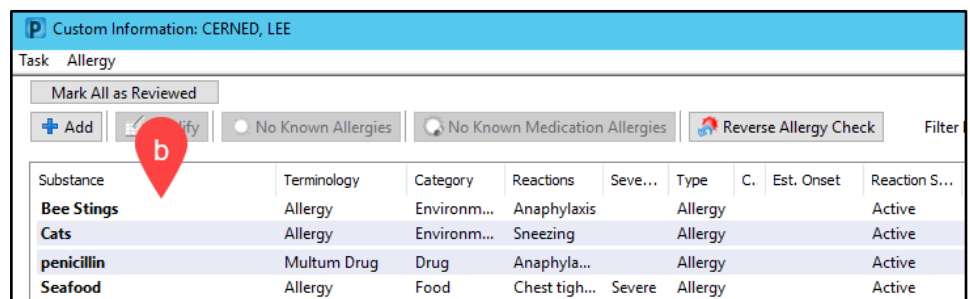 P Custom Information: CERNED, LEE
Task Allergy
Mark All as Reviewed
Add No Known Allergies No Known Medication Allergies Reverse Allergy Check Filter
b
Substance Terminology Category Reactions Seve... Type C.. Est. Onset Reaction S...
Bee Stings Allergy Environm... Anaphylaxis Allergy Active
Cats Allergy Environm... Sneezing Allergy Active
penicillin Multum Drug Drug Anaphyla... Allergy Active
Seafood Allergy Food Chest tigh... Severe Allergy Active